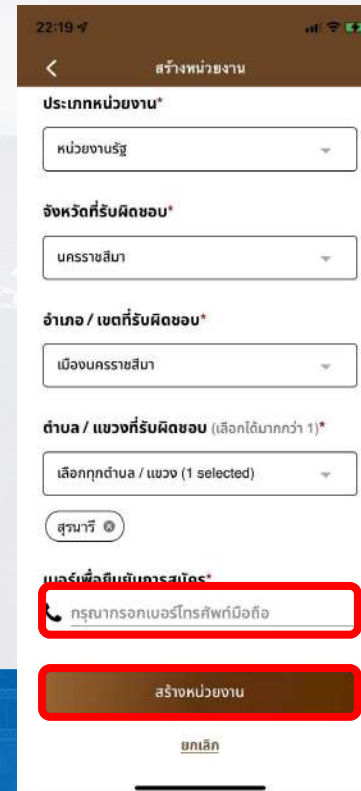 22:19
สร้างหน่วยงาน
ประเภทหน่วยงาน*
หน่วยงานรัฐ
จังหวัดที่รับผิดชอบ*
นครราชสีมา
อำเภอ / เขตที่รับผิดชอบ*
เมืองนครราชสีมา
ตำบล / แขวงที่รับผิดชอบ (เลือกได้มากกว่า 1)*
เลือกทุกตำบล / แขวง (1 selected)
สุรนารี
เบอร์เพื่อยืนยันการสมัคร*
กรุณากรอกเบอร์โทรศัพท์มือถือ
สร้างหน่วยงาน
ยกเลิก